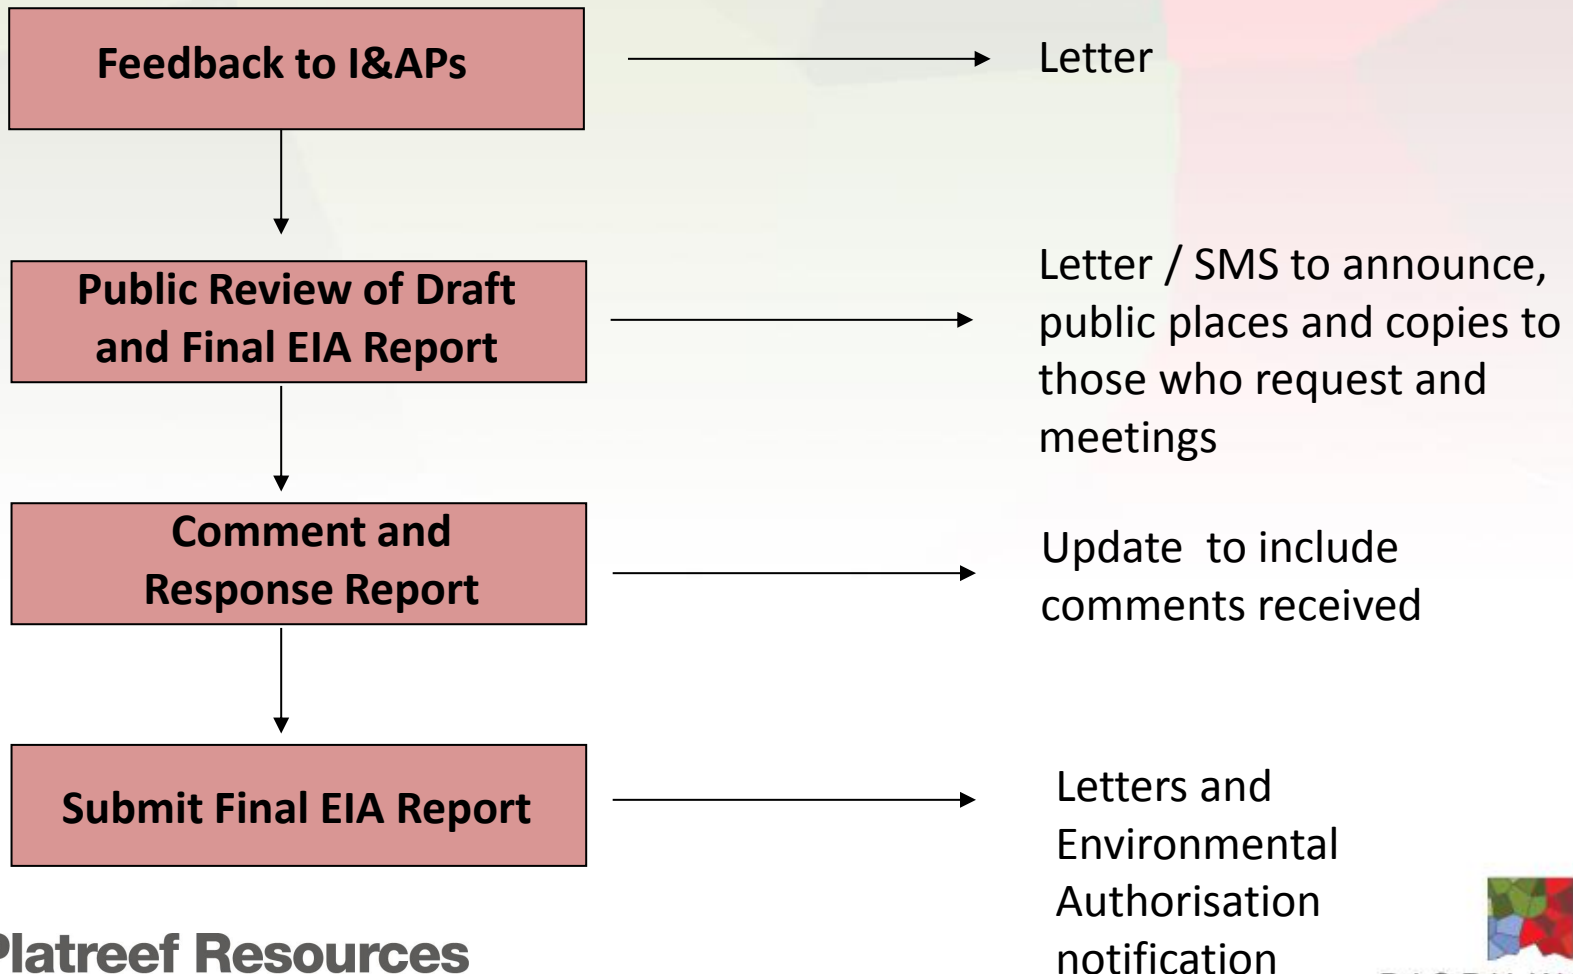 Feedback to I&APs
Letter
Public Review of Draft
and Final EIA Report
Letter / SMS to announce,
public places and copies to
those who request and
meetings
Comment and
Response Report
Update  to include
comments received
Submit Final EIA Report
Letters and
Environmental
Authorisation
notification
Platreef Resources